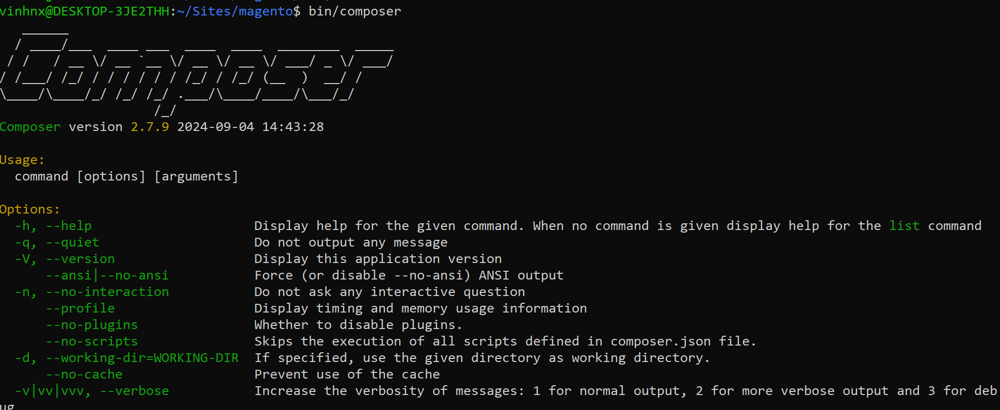 vinhnx@DESKTOP-3JE2THH:~/Sites/magento$ bin/composer
   ______
  / ____/___  ____ ___  ____  ____  ________  _____
 / /   / __ \/ __ `__ \/ __ \/ __ \/ ___/ _ \/ ___/
/ /___/ /_/ / / / / / / /_/ / /_/ (__  )  __/ /
\____/\____/_/ /_/ /_/ .___/\____/____/\___/_/
                    /_/
Composer version 2.7.9 2024-09-04 14:43:28

Usage:
  command [options] [arguments]

Options:
  -h, --help                     Display help for the given command. When no command is given display help for the list command
  -q, --quiet                    Do not output any message
  -V, --version                  Display this application version
      --ansi|--no-ansi           Force (or disable --no-ansi) ANSI output
  -n, --no-interaction           Do not ask any interactive question
      --profile                  Display timing and memory usage information
      --no-plugins               Whether to disable plugins.
      --no-scripts               Skips the execution of all scripts defined in composer.json file.
  -d, --working-dir=WORKING-DIR  If specified, use the given directory as working directory.
      --no-cache                 Prevent use of the cache
  -v|vv|vvv, --verbose           Increase the verbosity of messages: 1 for normal output, 2 for more verbose output and 3 for deb
ug